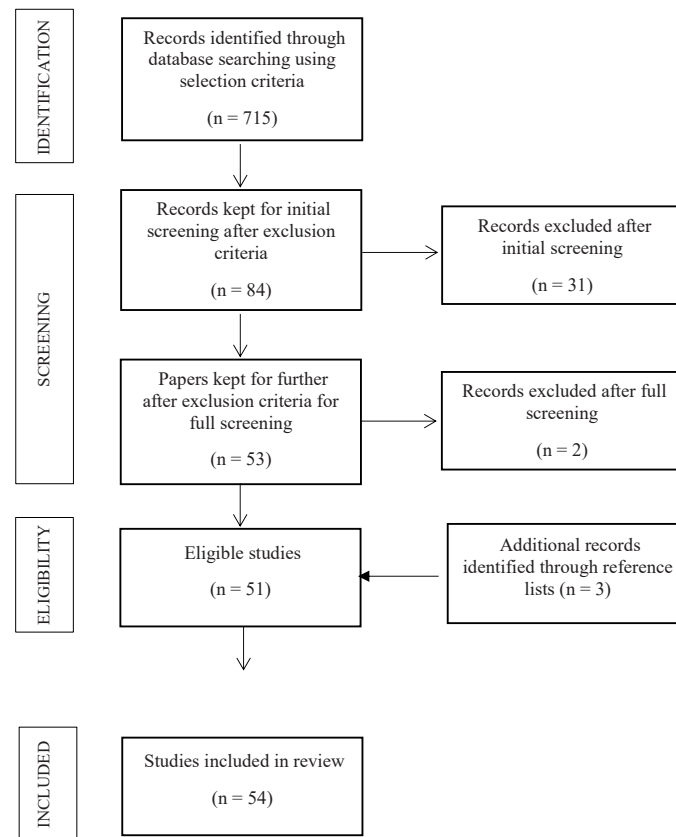 IDENTIFICATION
Records identified through
database searching using
selection criteria
(n = 715)
SCREENING
Records kept for initial
screening after exclusion
criteria
(n = 84)
Records excluded after
initial screening
(n = 31)
Papers kept for further
after exclusion criteria for
full screening
(n = 53)
Records excluded after full
screening
(n = 2)
ELIGIBILITY
Eligible studies
(n = 51)
Additional records
identified through reference
lists (n = 3)
INCLUDED
Studies included in review
(n = 54)